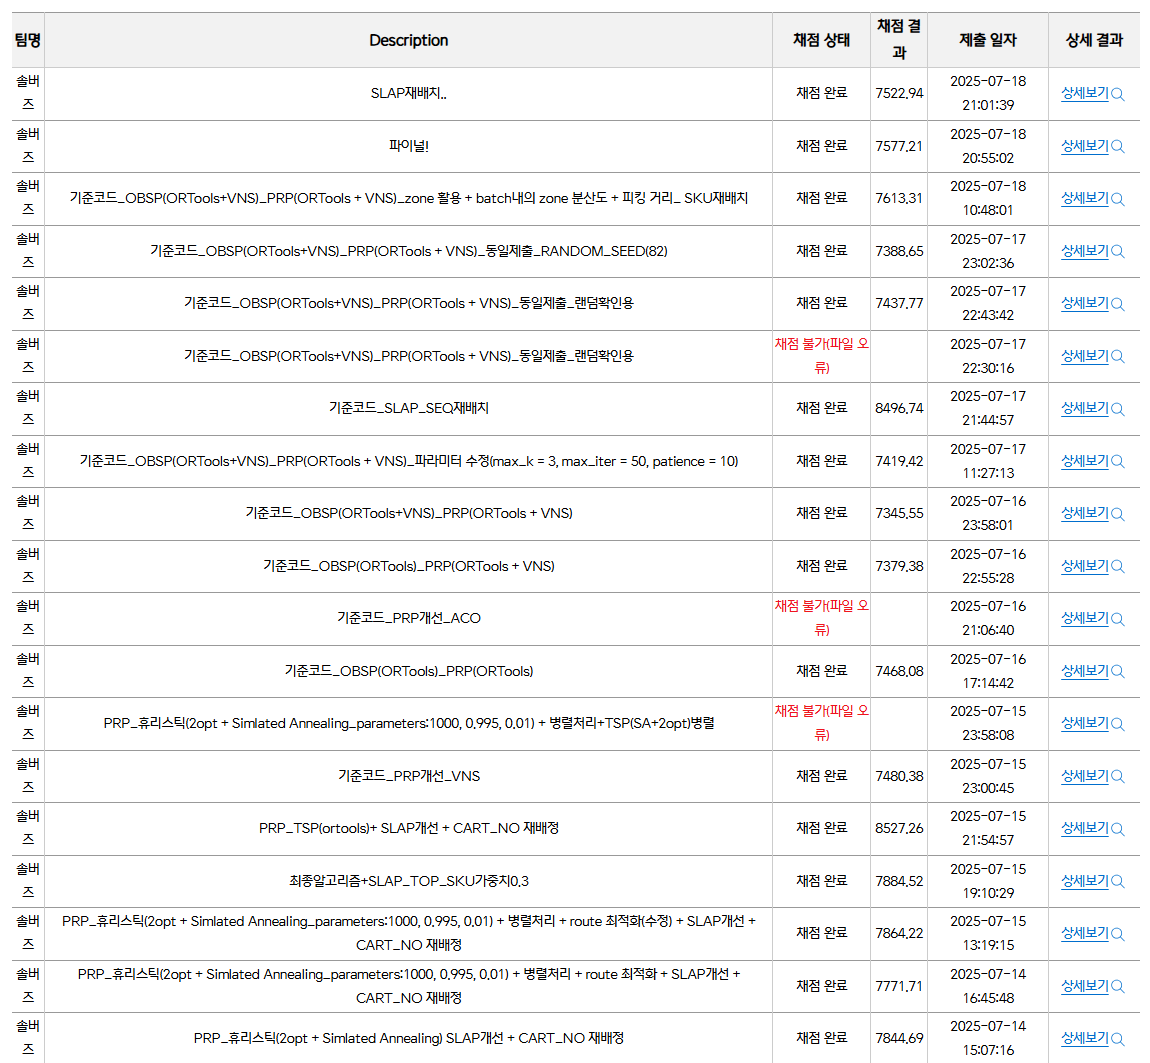 팀명 Description 채점 상태 채점 결과 제출 일자 상세 결과
솔버즈 SLAP재배치.. 채점 완료 7522.94 2025-07-18 21:01:39 상세보기
솔버즈 파이널! 채점 완료 7577.21 2025-07-18 20:55:02 상세보기
솔버즈 기준코드_OBSP(ORTools+VNS)_PRP(ORTools + VNS)_zone 활용 + batch내의 zone 분산도 + 피킹 거리_ SKU재배치 채점 완료 7613.31 2025-07-18 10:48:01 상세보기
솔버즈 기준코드_OBSP(ORTools+VNS)_PRP(ORTools + VNS)_동일제출_RANDOM_SEED(82) 채점 완료 7388.65 2025-07-17 23:02:36 상세보기
솔버즈 기준코드_OBSP(ORTools+VNS)_PRP(ORTools + VNS)_동일제출_랜덤확인용 채점 완료 7437.77 2025-07-17 22:43:42 상세보기
솔버즈 기준코드_OBSP(ORTools+VNS)_PRP(ORTools + VNS)_동일제출_랜덤확인용 채점 불가(파일 오류) 2025-07-17 22:30:16 상세보기
솔버즈 기준코드_SLAP_SEQ재배치 채점 완료 8496.74 2025-07-17 21:44:57 상세보기
솔버즈 기준코드_OBSP(ORTools+VNS)_PRP(ORTools + VNS)_파라미터 수정(max_k = 3, max_iter = 50, patience = 10) 채점 완료 7419.42 2025-07-17 11:27:13 상세보기
솔버즈 기준코드_OBSP(ORTools+VNS)_PRP(ORTools + VNS) 채점 완료 7345.55 2025-07-16 23:58:01 상세보기
솔버즈 기준코드_OBSP(ORTools)_PRP(ORTools + VNS) 채점 완료 7379.38 2025-07-16 22:55:28 상세보기
솔버즈 기준코드_PRP개선_ACO 채점 불가(파일 오류) 2025-07-16 21:06:40 상세보기
솔버즈 기준코드_OBSP(ORTools)_PRP(ORTools) 채점 완료 7468.08 2025-07-16 17:14:42 상세보기
솔버즈 PRP_휴리스틱(2opt + Simlated Annealing_parameters:1000, 0.995, 0.01) + 병렬처리+TSP(SA+2opt)병렬 채점 불가(파일 오류) 2025-07-15 23:58:08 상세보기
솔버즈 기준코드_PRP개선_VNS 채점 완료 7480.38 2025-07-15 23:00:45 상세보기
솔버즈 PRP_TSP(ortools)+ SLAP개선 + CART_NO 재배정 채점 완료 8527.26 2025-07-15 21:54:57 상세보기
솔버즈 최종알고리즘+SLAP_TOP_SKU가중치0.3 채점 완료 7884.52 2025-07-15 19:10:29 상세보기
솔버즈 PRP_휴리스틱(2opt + Simlated Annealing_parameters:1000, 0.995, 0.01) + 병렬처리 + route 최적화(수정) + SLAP개선 + CART_NO 재배정 채점 완료 7864.22 2025-07-15 13:19:15 상세보기
솔버즈 PRP_휴리스틱(2opt + Simlated Annealing_parameters:1000, 0.995, 0.01) + 병렬처리 + route 최적화 + SLAP개선 + CART_NO 재배정 채점 완료 7771.71 2025-07-14 16:45:48 상세보기
솔버즈 PRP_휴리스틱(2opt + Simlated Annealing) SLAP개선 + CART_NO 재배정 채점 완료 7844.69 2025-07-14 15:07:16 상세보기